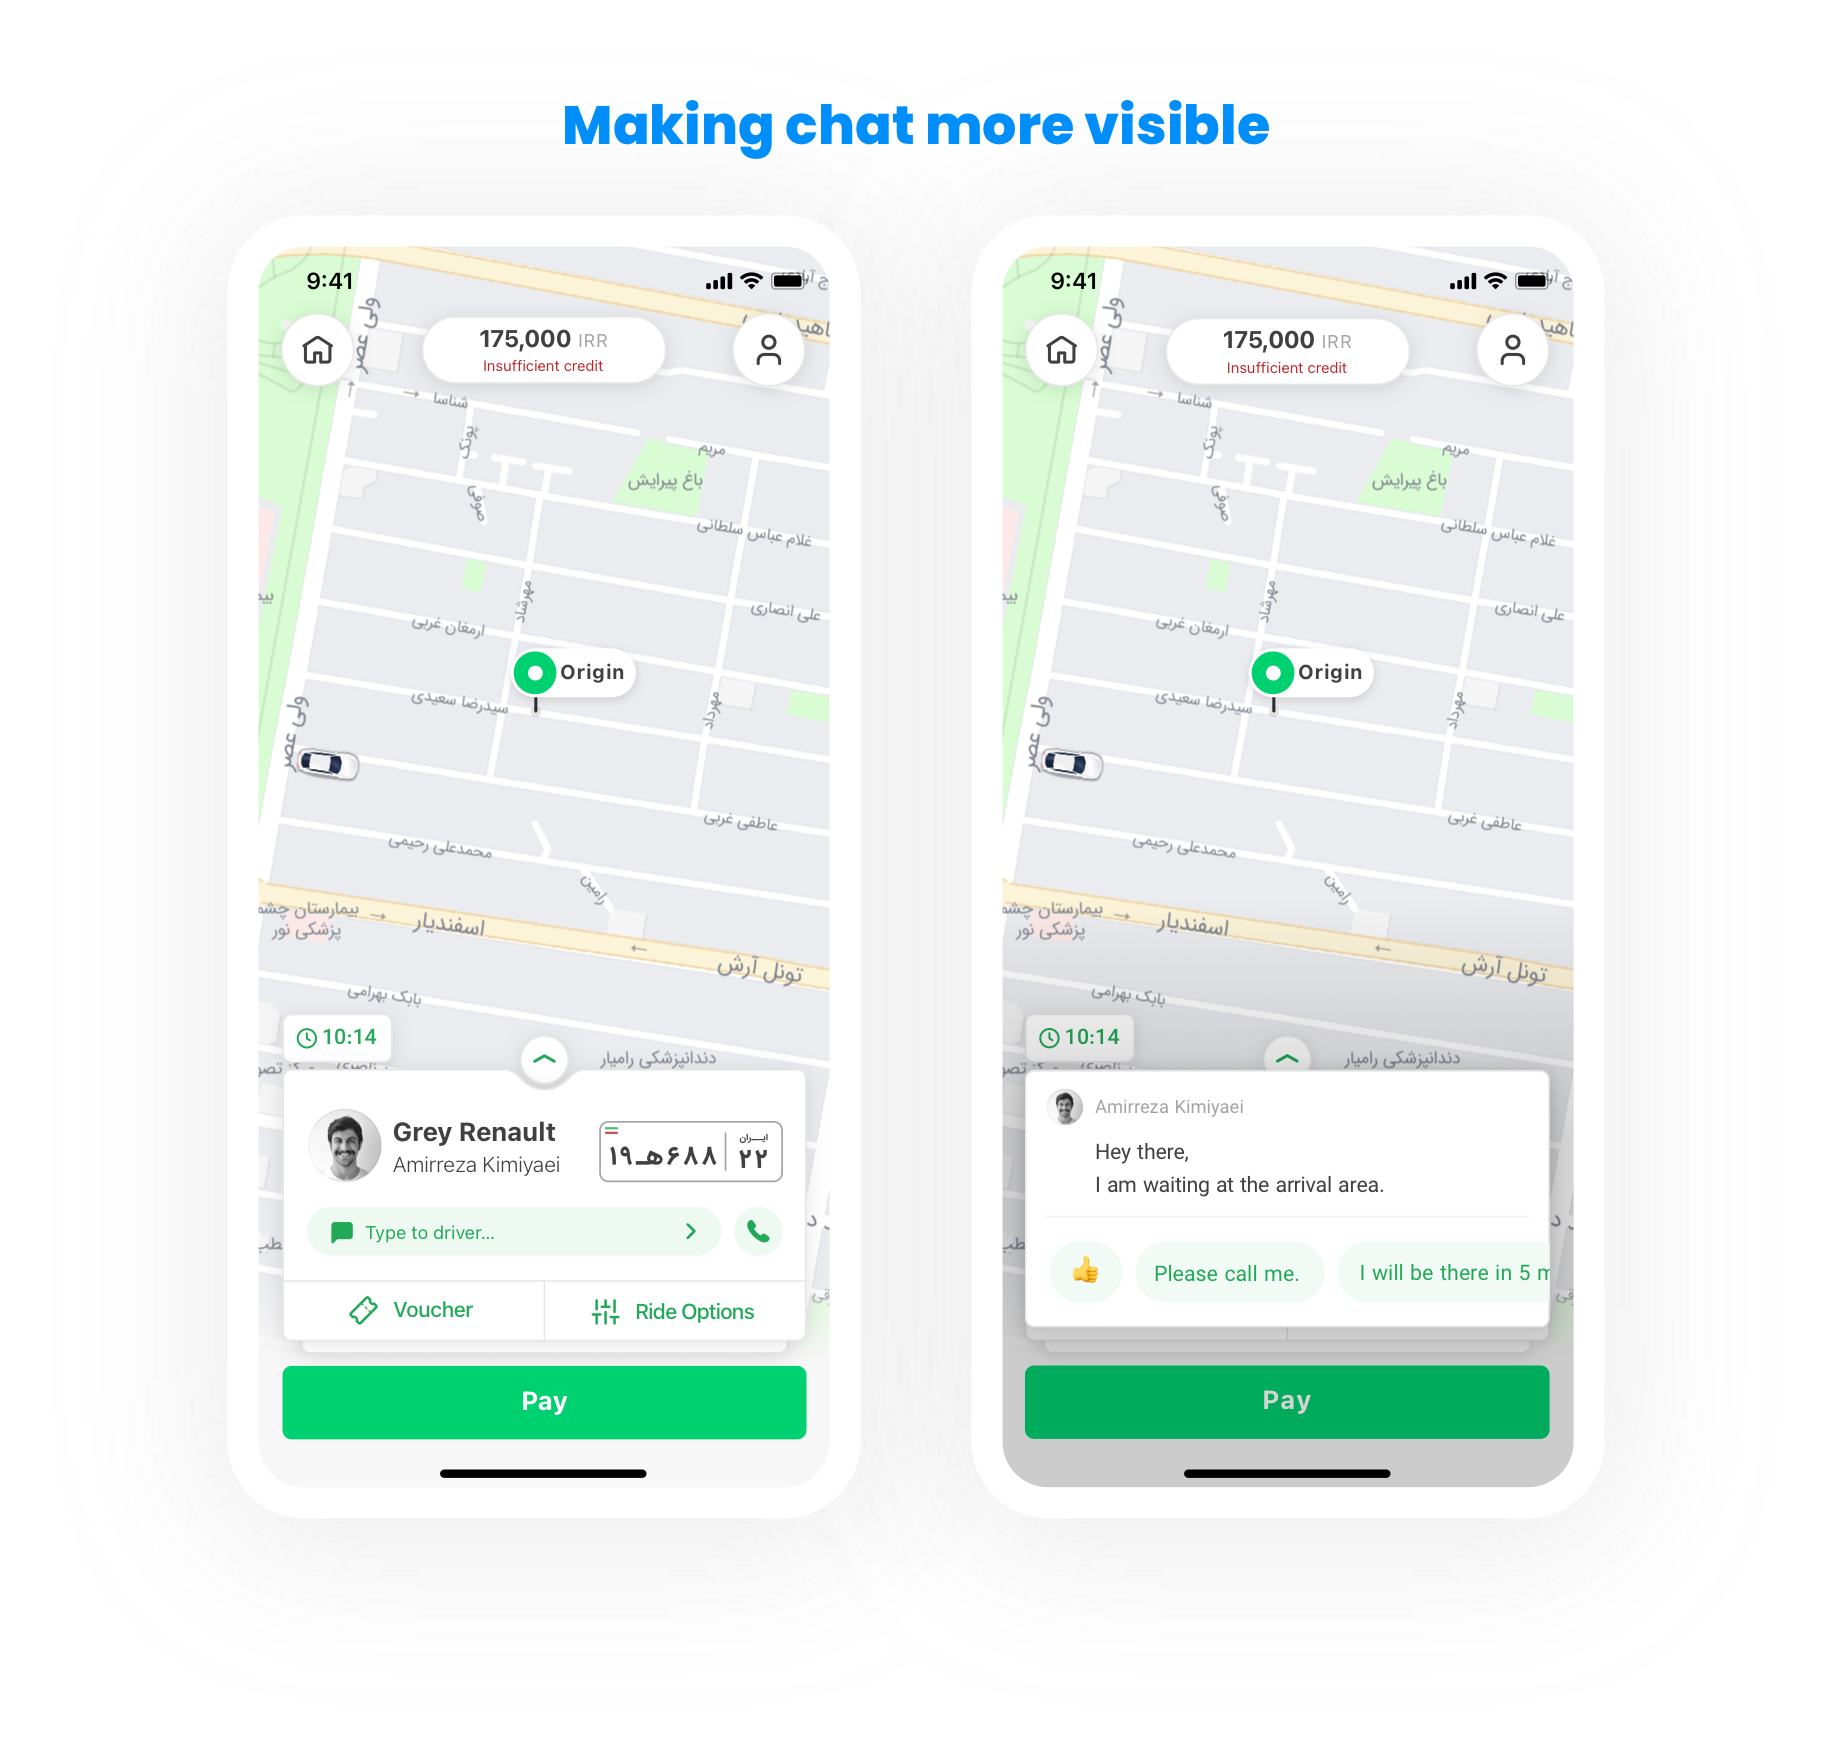 Making chat more visible
9:41
175,000 IRR
Insufficient credit
ولی عصر
شناسا
پونک
مریم
باغ پیرایش
صوفی
غلام عباس سلطانی
مهرشاد
علی انصاری
ارمغان غربی
Origin
سیدرضا سعیدی
مهرداد
ولی عصر
عاطفی غربی
محمدعلی رحیمی
رامین
بیمارستان چشم
پزشکی نور
اسفندیار
تونل آرش
بابک بهرامی
10:14
دندانپزشکی رامیار
Grey Renault
Amirreza Kimiyaei
۱۹هـ۶۸۸
ایـــران
۲۲
Type to driver...
Voucher
Ride Options
Pay
9:41
175,000 IRR
Insufficient credit
ولی عصر
شناسا
پونک
مریم
باغ پیرایش
صوفی
غلام عباس سلطانی
مهرشاد
علی انصاری
ارمغان غربی
Origin
سیدرضا سعیدی
مهرداد
ولی عصر
عاطفی غربی
محمدعلی رحیمی
رامین
بیمارستان چشم
پزشکی نور
اسفندیار
تونل آرش
بابک بهرامی
10:14
دندانپزشکی رامیار
Amirreza Kimiyaei
Hey there,
I am waiting at the arrival area.
Please call me.
I will be there in 5 m
Pay